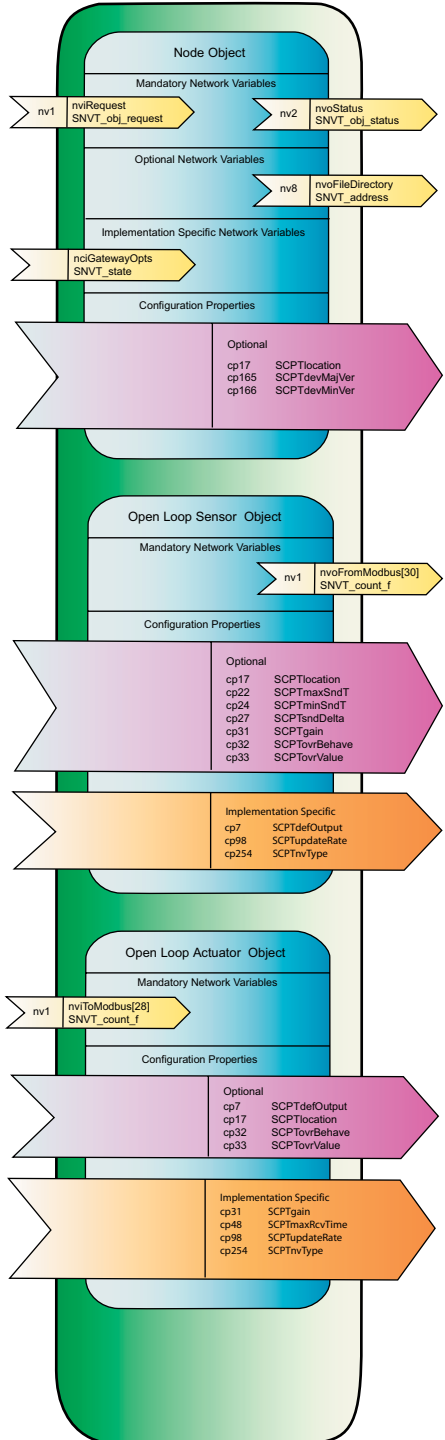 Node Object
Mandatory Network Variables
nv1 nviRequest
SNVT_obj_request
nv2 nvoStatus
SNVT_obj_status
Optional Network Variables
nv8 nvoFileDirectory
SNVT_address
Implementation Specific Network Variables
nciGatewayOpts
SNVT_state
Configuration Properties
Optional
cp17 SCPTlocation
cp165 SCPTdevMajVer
cp166 SCPTdevMinVer
Open Loop Sensor Object
Mandatory Network Variables
nv1 nvoFromModbus[30]
SNVT_count_f
Configuration Properties
Optional
cp17 SCPTlocation
cp22 SCPTmaxSndT
cp24 SCPTminSndT
cp27 SCPTsndDelta
cp31 SCPTgain
cp32 SCPTovrBehave
cp33 SCPTovrValue
Implementation Specific
cp7 SCPTdefOutput
cp98 SCPTupdateRate
cp254 SCPTnvType
Open Loop Actuator Object
Mandatory Network Variables
nv1 nviToModbus[28]
SNVT_count_f
Configuration Properties
Optional
cp7 SCPTdefOutput
cp17 SCPTlocation
cp32 SCPTovrBehave
cp33 SCPTovrValue
Implementation Specific
cp31 SCPTgain
cp48 SCPTmaxRcvTime
cp98 SCPTupdateRate
cp254 SCPTnvType